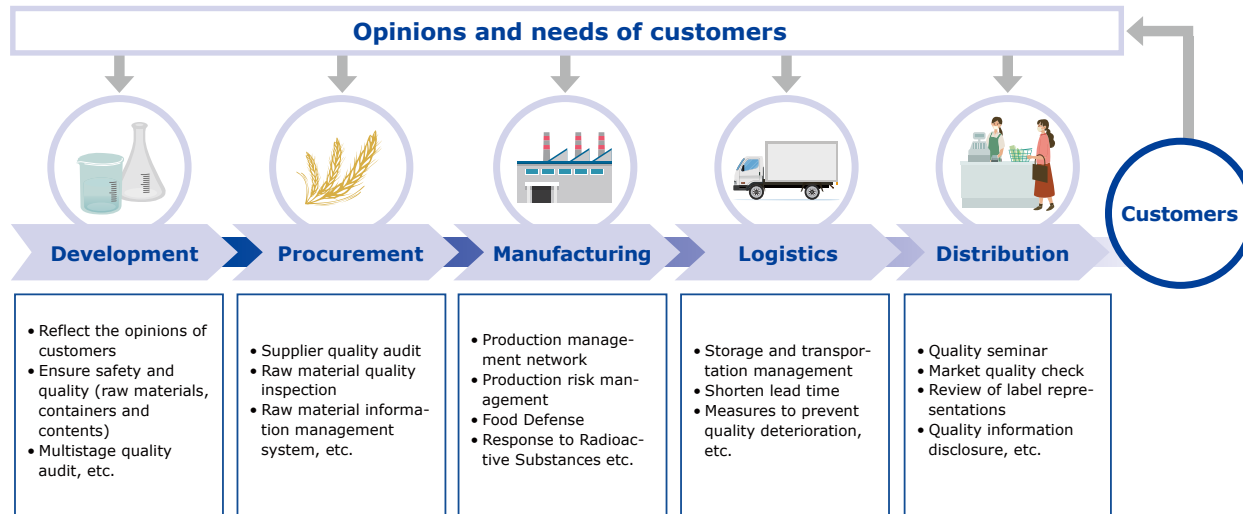 Opinions and needs of customers
Customers
Development
Procurement
Manufacturing
Logistics
Distribution
• Reflect the opinions of
customers
• Ensure safety and
quality (raw materials,
containers and
contents)
• Multistage quality
audit, etc.
• Supplier quality audit
• Raw material quality
inspection
• Raw material informa-
tion management
system, etc.
• Production manage-
ment network
• Production risk man-
agement
• Food Defense
• Response to Radioac-
tive Substances etc.
• Storage and transpor-
tation management
• Shorten lead time
• Measures to prevent
quality deterioration,
etc.
• Quality seminar
• Market quality check
• Review of label repre-
sentations
• Quality information
disclosure, etc.